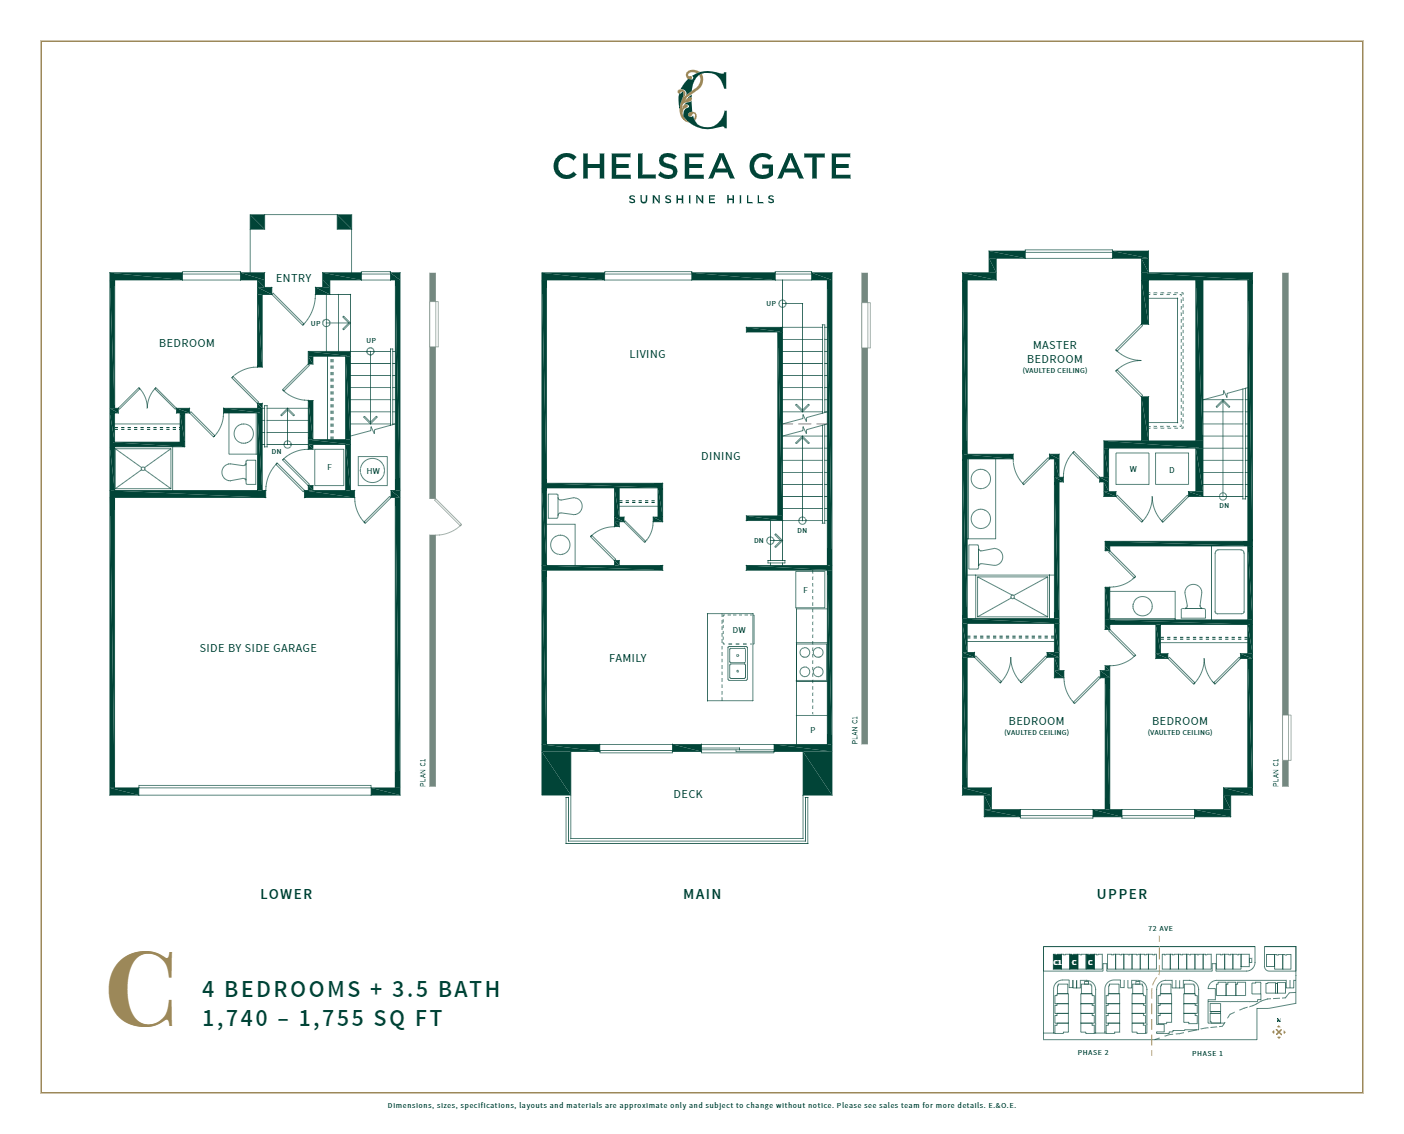 C
CHELSEA GATE
SUNSHINE HILLS
ENTRY
BEDROOM
UP
UP
DN
F
HW
SIDE BY SIDE GARAGE
PLAN C1
LOWER
UP
LIVING
DINING
DN
DN
F
DW
FAMILY
P
DECK
PLAN C1
MAIN
MASTER
BEDROOM
(VAULTED CEILING)
W
D
DN
BEDROOM
(VAULTED CEILING)
BEDROOM
(VAULTED CEILING)
PLAN C1
UPPER
C
4 BEDROOMS + 3.5 BATH
1,740 – 1,755 SQ FT
72 AVE
C1
C
C
N
PHASE 2
PHASE 1
Dimensions, sizes, specifications, layouts and materials are approximate only and subject to change without notice. Please see sales team for more details. E.&O.E.